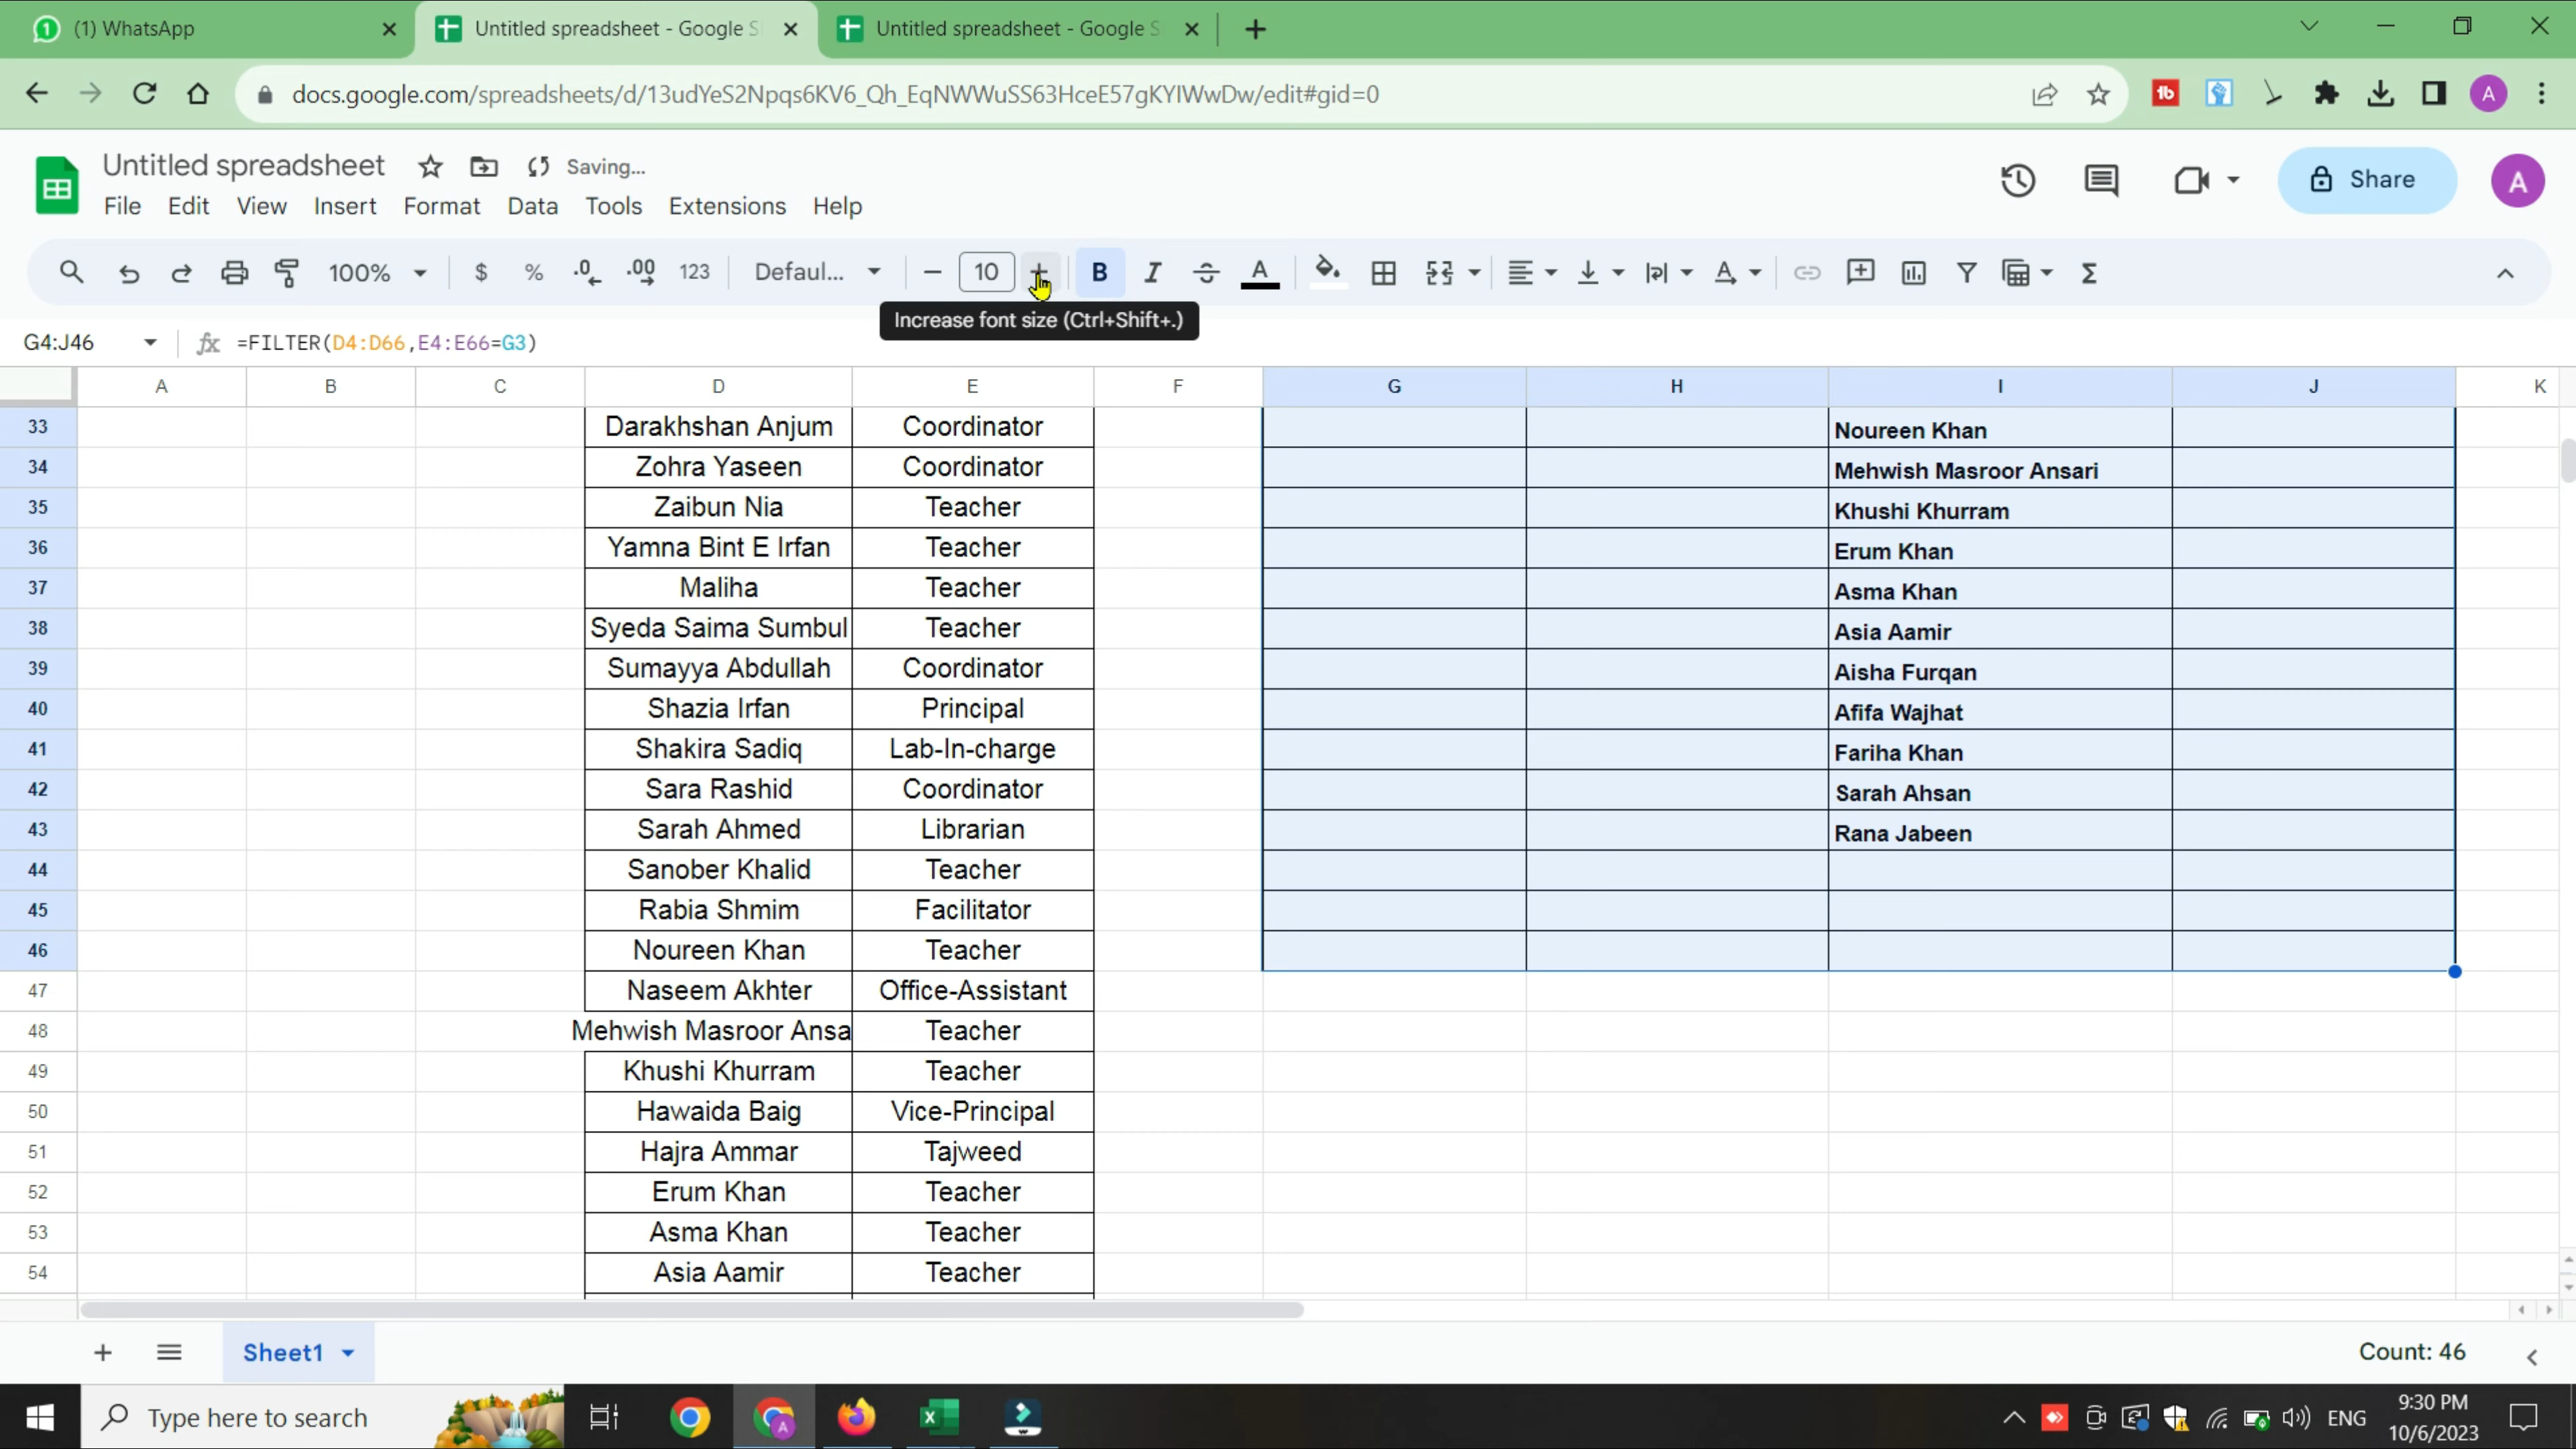 (1) WhatsApp
Untitled spreadsheet - Google S
Untitled spreadsheet - Google S
docs.google.com/spreadsheets/d/13udYeS2Npqs6KV6_Qh_EqNWWuSS63HceE57gKYIWwDw/edit#gid=0
A
Untitled spreadsheet
Saving...
File Edit View Insert Format Data Tools Extensions Help
Share
A
100% $ % .0 .00 123 Defaul... 10 B I A Σ
Increase font size (Ctrl+Shift+.)
G4:J46 fx =FILTER(D4:D66,E4:E66=G3)
A B C D E F G H I J K
33 Darakhshan Anjum Coordinator Noureen Khan
34 Zohra Yaseen Coordinator Mehwish Masroor Ansari
35 Zaibun Nia Teacher Khushi Khurram
36 Yamna Bint E Irfan Teacher Erum Khan
37 Maliha Teacher Asma Khan
38 Syeda Saima Sumbul Teacher Asia Aamir
39 Sumayya Abdullah Coordinator Aisha Furqan
40 Shazia Irfan Principal Afifa Wajhat
41 Shakira Sadiq Lab-In-charge Fariha Khan
42 Sara Rashid Coordinator Sarah Ahsan
43 Sarah Ahmed Librarian Rana Jabeen
44 Sanober Khalid Teacher
45 Rabia Shmim Facilitator
46 Noureen Khan Teacher
47 Naseem Akhter Office-Assistant
48 Mehwish Masroor Ansa Teacher
49 Khushi Khurram Teacher
50 Hawaida Baig Vice-Principal
51 Hajra Ammar Tajweed
52 Erum Khan Teacher
53 Asma Khan Teacher
54 Asia Aamir Teacher
Sheet1
Count: 46
Type here to search
ENG
9:30 PM
10/6/2023